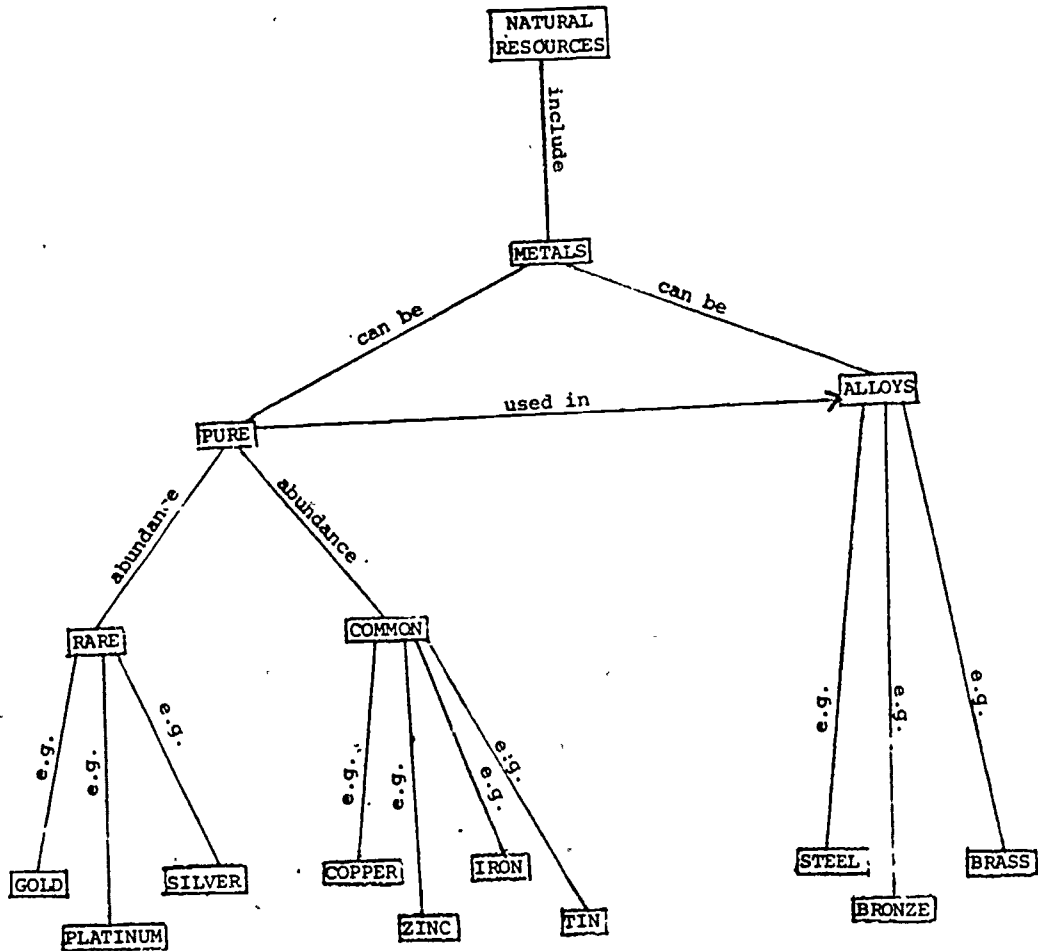 NATURAL
RESOURCES
include
METALS
can be
can be
ALLOYS
used in
PURE
abundance
abundance
RARE
COMMON
e.g.
e.g.
e.g.
e.g.
e.g.
e.g.
e.g.
e.g.
e.g.
e.g.
GOLD
PLATINUM
SILVER
COPPER
ZINC
IRON
TIN
STEEL
BRONZE
BRASS